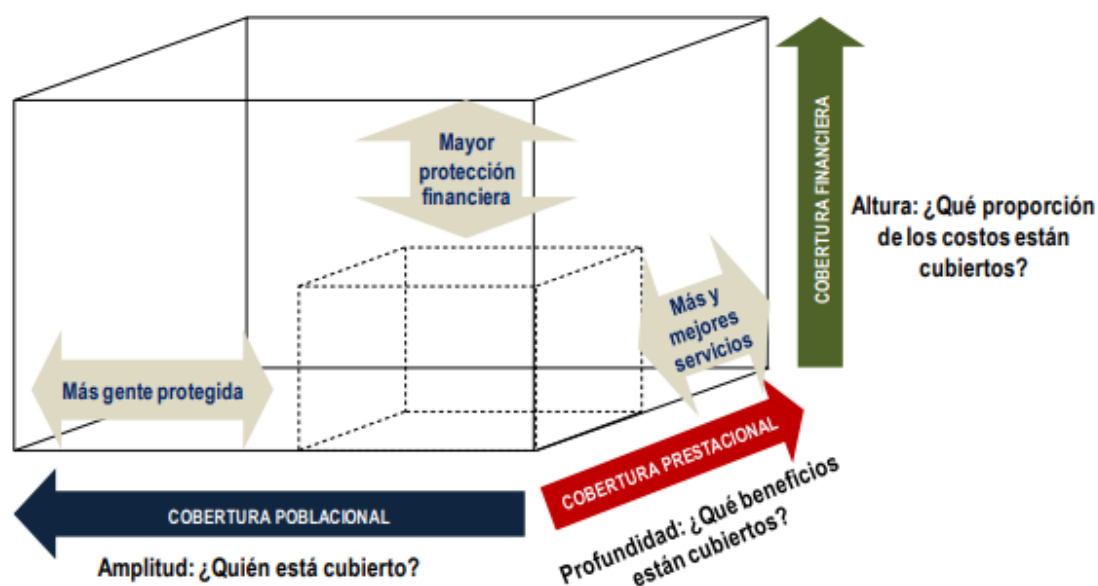 Mayor
protección
financiera
COBERTURA FINANCIERA
Altura: ¿Qué proporción
de los costos están
cubiertos?
Más y
mejores
servicios
Más gente protegida
COBERTURA PRESTACIONAL
COBERTURA POBLACIONAL
Profundidad: ¿Qué beneficios
están cubiertos?
Amplitud: ¿Quién está cubierto?